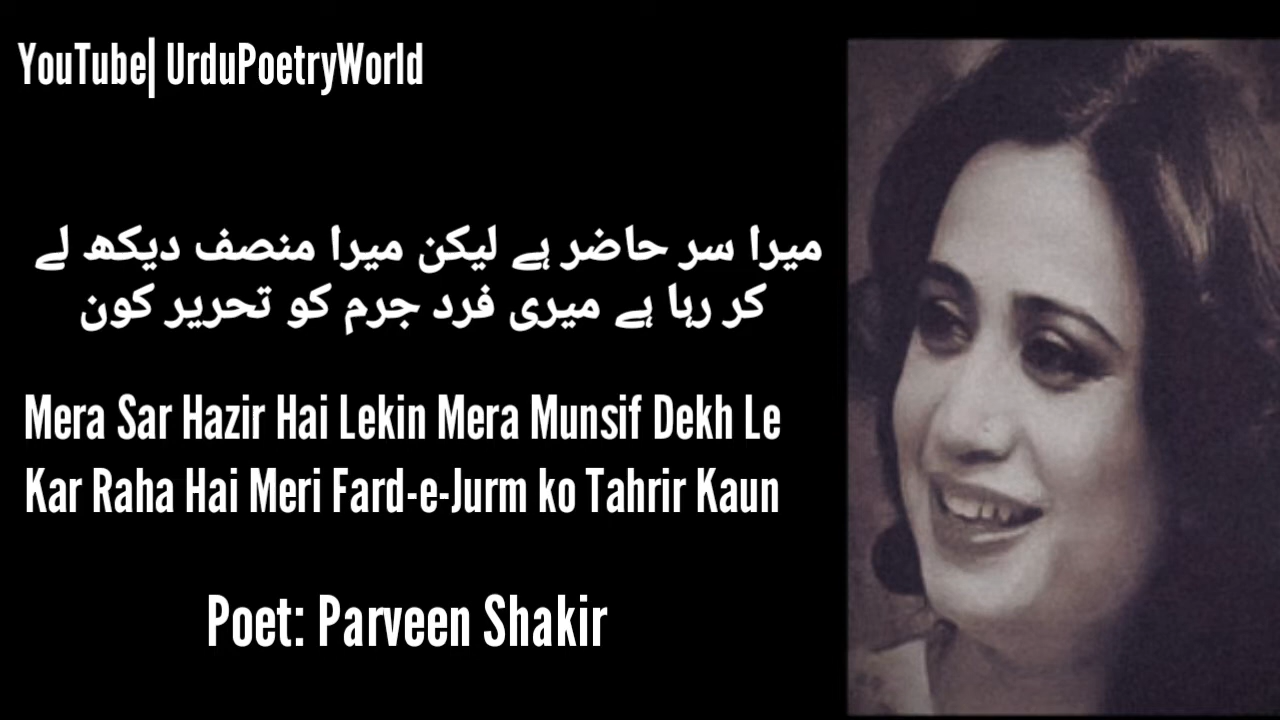 YouTube| UrduPoetryWorld
میرا سر حاضر ہے لیکن میرا منصف دیکھ لے
کر رہا ہے میری فرد جرم کو تحریر کون
Mera Sar Hazir Hai Lekin Mera Munsif Dekh Le
Kar Raha Hai Meri Fard-e-Jurm ko Tahrir Kaun
Poet: Parveen Shakir